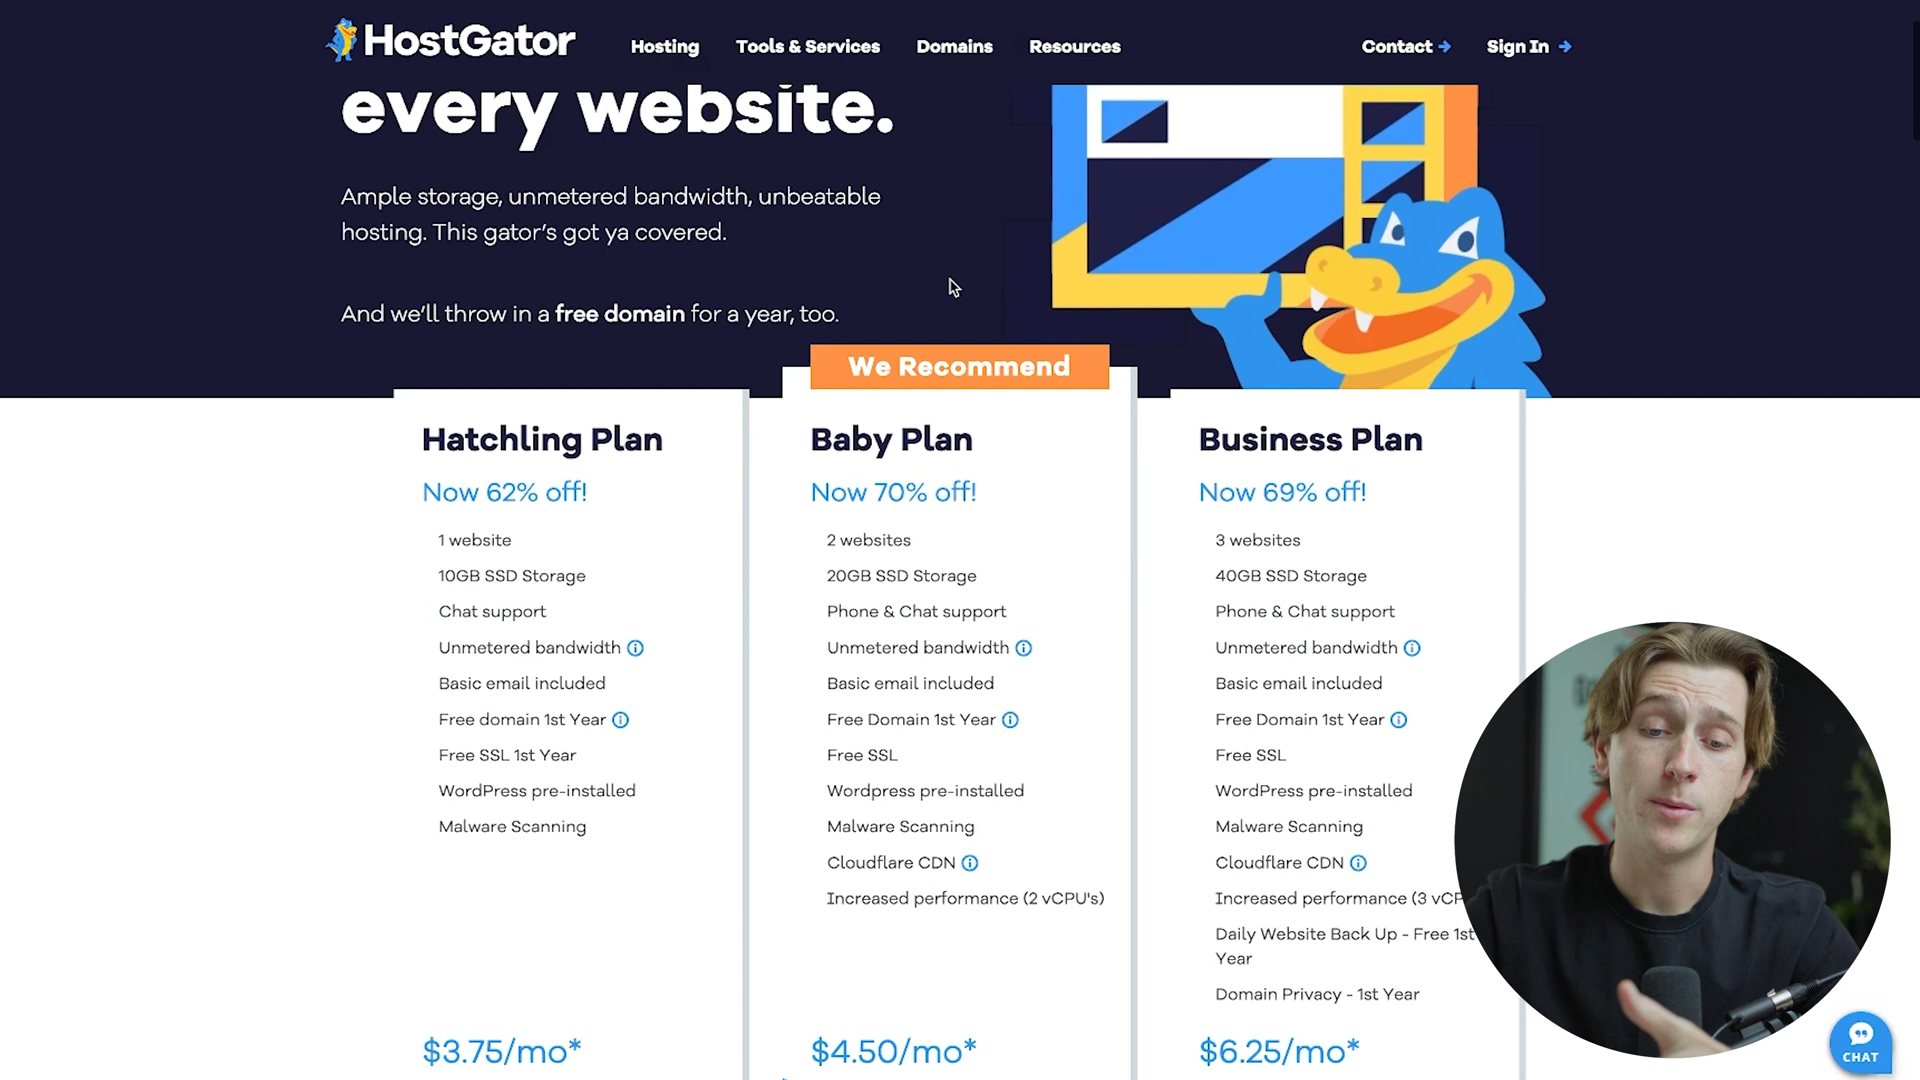 HostGator
Hosting
Tools & Services
Domains
Resources
Contact
Sign In
every website.
Ample storage, unmetered bandwidth, unbeatable
hosting. This gator's got ya covered.
And we'll throw in a free domain for a year, too.
We Recommend
Hatchling Plan
Now 62% off!
1 website
10GB SSD Storage
Chat support
Unmetered bandwidth
Basic email included
Free domain 1st Year
Free SSL 1st Year
WordPress pre-installed
Malware Scanning
$3.75/mo*
Baby Plan
Now 70% off!
2 websites
20GB SSD Storage
Phone & Chat support
Unmetered bandwidth
Basic email included
Free Domain 1st Year
Free SSL
Wordpress pre-installed
Malware Scanning
Cloudflare CDN
Increased performance (2 vCPU's)
$4.50/mo*
Business Plan
Now 69% off!
3 websites
40GB SSD Storage
Phone & Chat support
Unmetered bandwidth
Basic email included
Free Domain 1st Year
Free SSL
WordPress pre-installed
Malware Scanning
Cloudflare CDN
Increased performance (3 vCP
Daily Website Back Up - Free 1st
Year
Domain Privacy - 1st Year
$6.25/mo*
CHAT